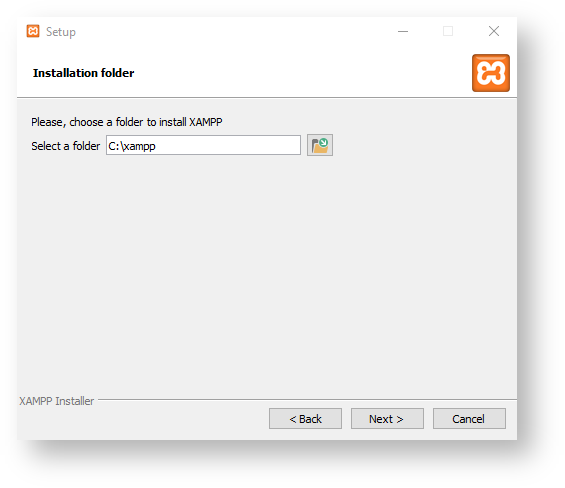 Setup
Installation folder
Please, choose a folder to install XAMPP
Select a folder C:\xampp
XAMPP Installer
< Back Next > Cancel